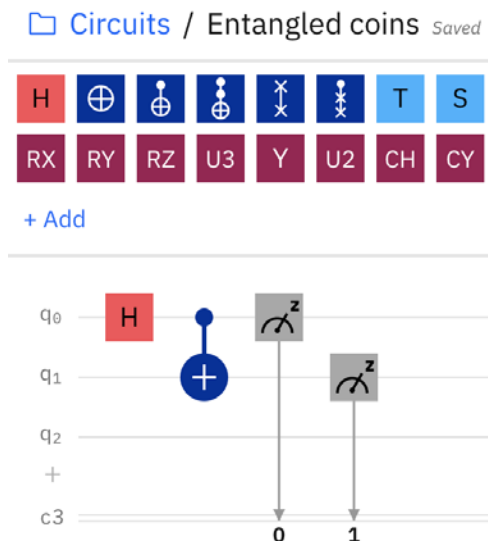 Circuits / Entangled coins Saved
H T S
RX RY RZ U3 Y U2 CH CY
+ Add
q0 H z
q1 z
q2
+
c3
0 1